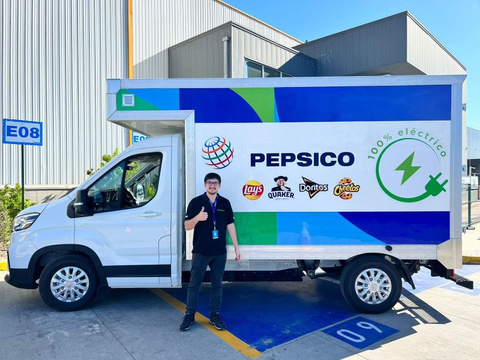 E08
PEPSICO
100% eléctrico
Lay's
QUAKER
Doritos
Cheetos
09